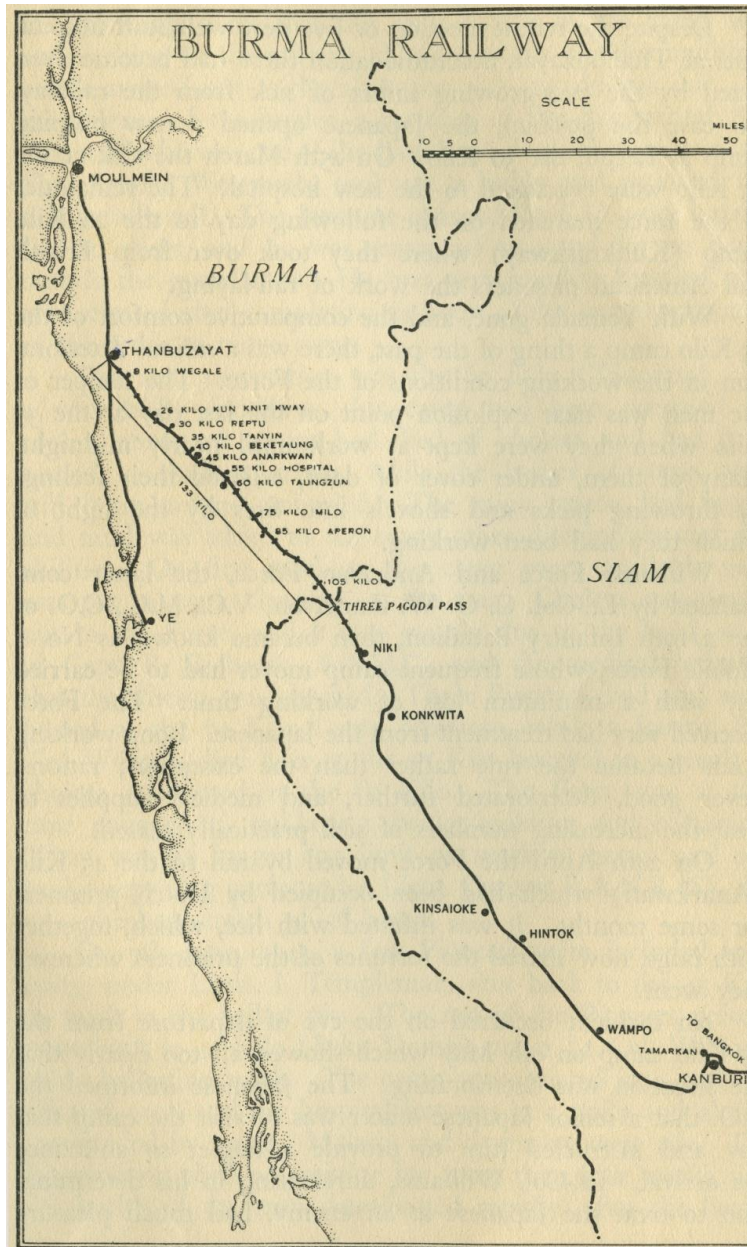 BURMA RAILWAY
SCALE
MILES
10 5 0 10 25 30 40 50
MOULMEIN
BURMA
THANBUZAYAT
8 KILO WEGALE
26 KILO KUN KNIT KWAY
30 KILO REPTU
35 KILO TANYIN
40 KILO BEKETAUNG
45 KILO ANARKWAN
55 KILO HOSPITAL
60 KILO TAUNGZUN
133 KILO
75 KILO MILO
85 KILO APERON
SIAM
105 KILO
THREE PAGODA PASS
YE
NIKI
KONKWITA
KINSAIOKE
HINTOK
WAMPO
TO BANGKOK
TAMARKAN
KANBURI